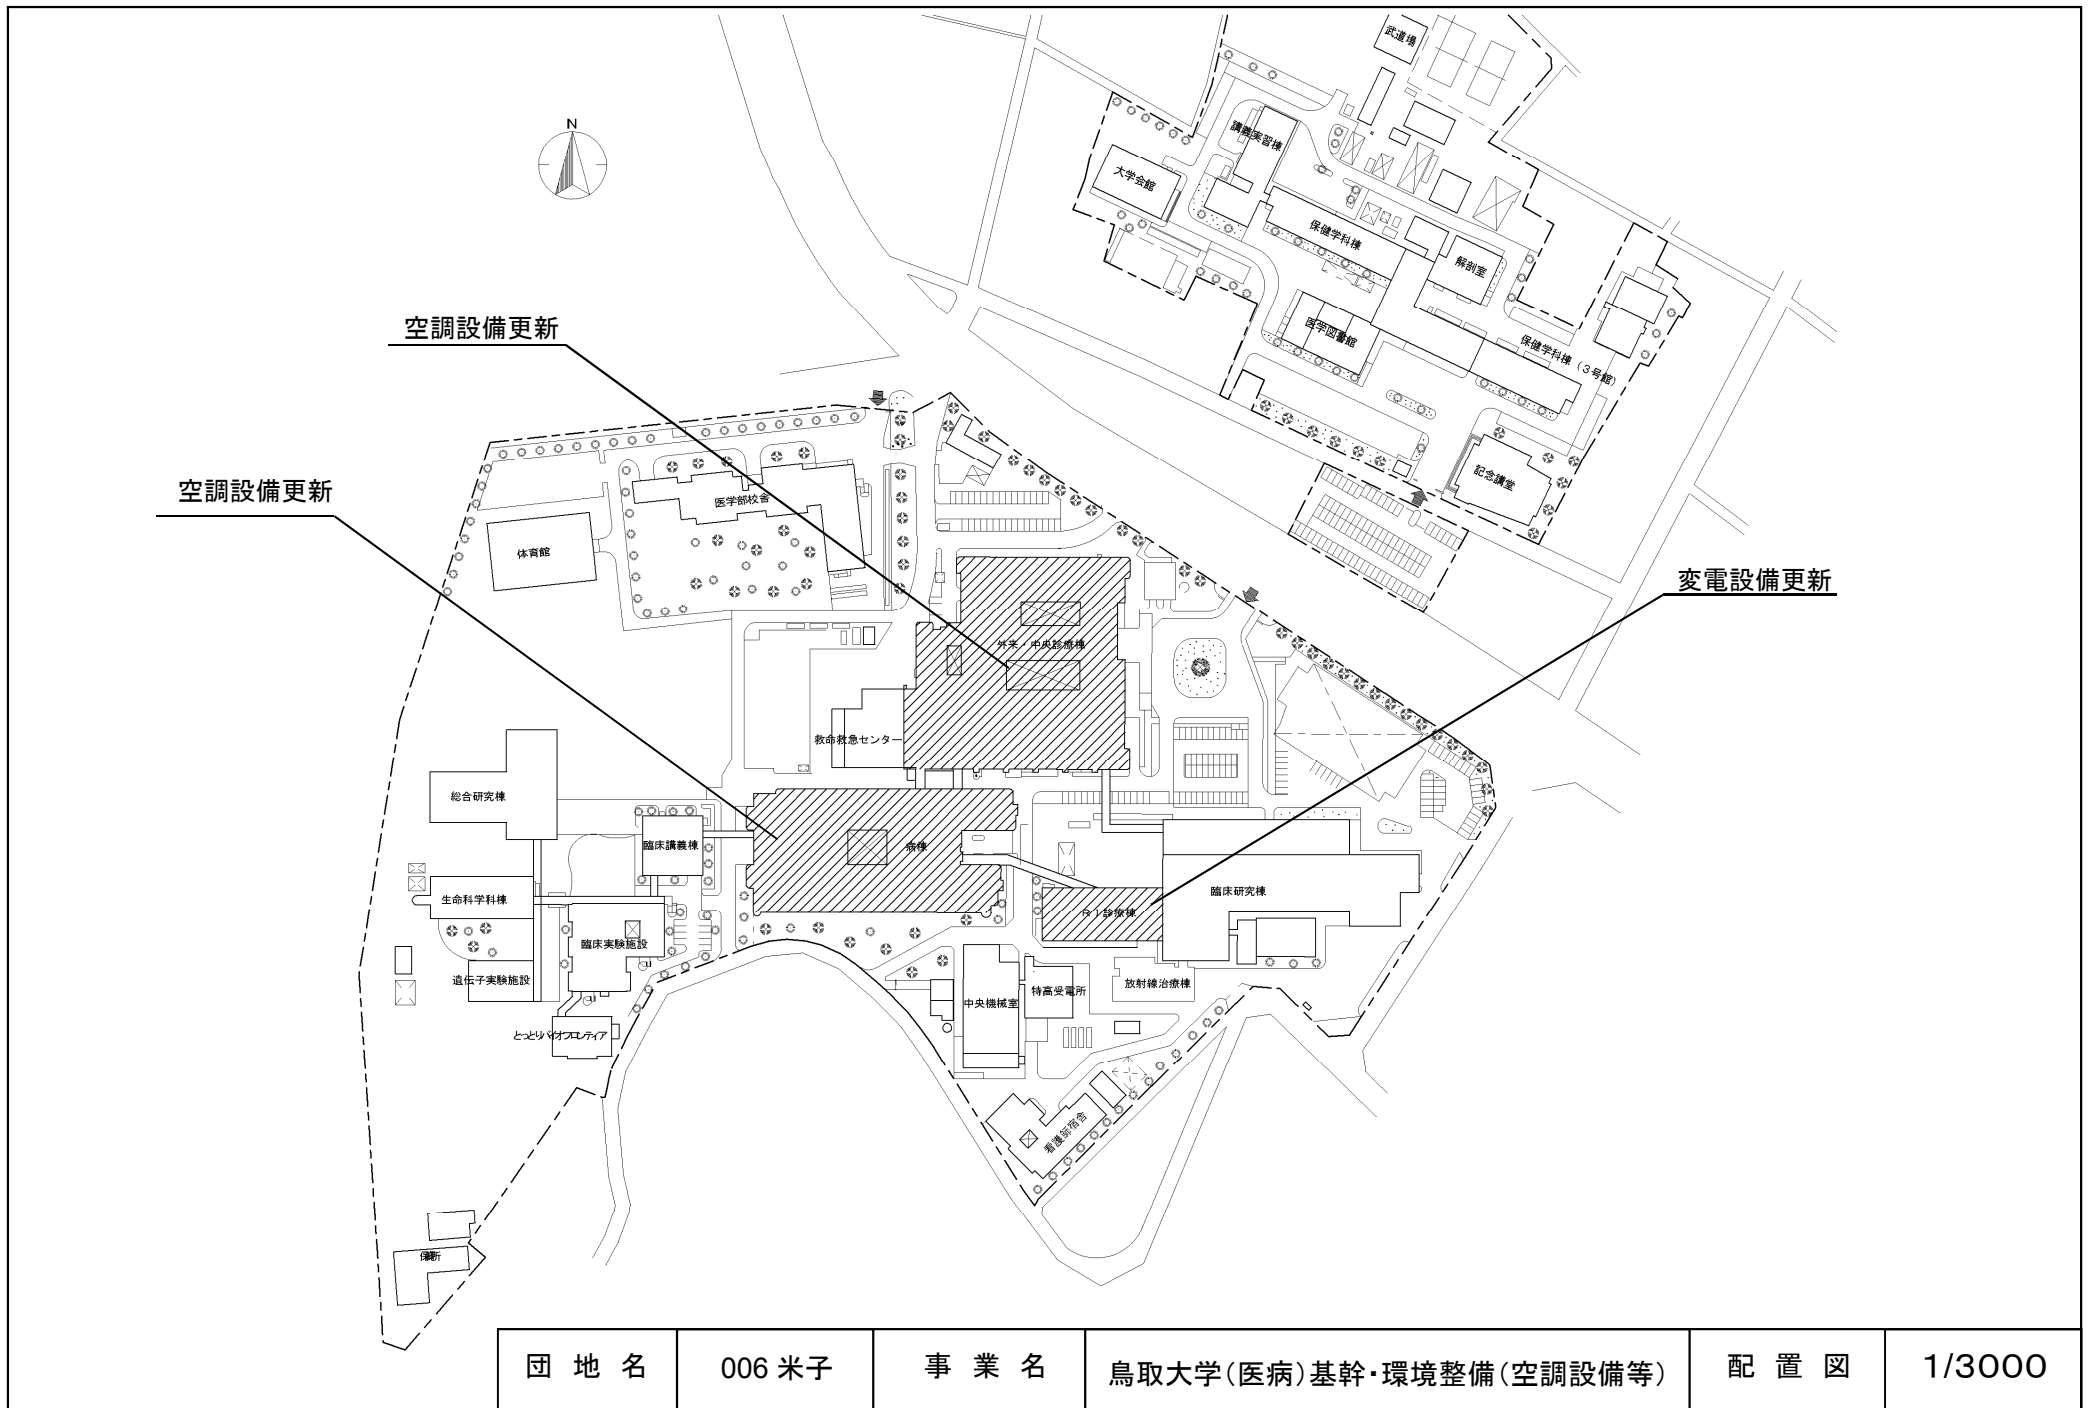 武道場
N
講義実習棟
大学会館
保健学科棟
解剖室
空調設備更新
医学図書館
保健学科棟(3号館)
記念講堂
空調設備更新
医学部校舎
体育館
変電設備更新
外来・中央診療棟
救命救急センター
総合研究棟
臨床講義棟
病棟
臨床研究棟
生命科学科棟
RI診療棟
臨床実験施設
遺伝子実験施設
中央機械室
特高受電所
放射線治療棟
とっとりバイオフロンティア
看護師宿舎
団地名 006 米子 事業名 鳥取大学(医病)基幹・環境整備(空調設備等) 配置図 1/3000